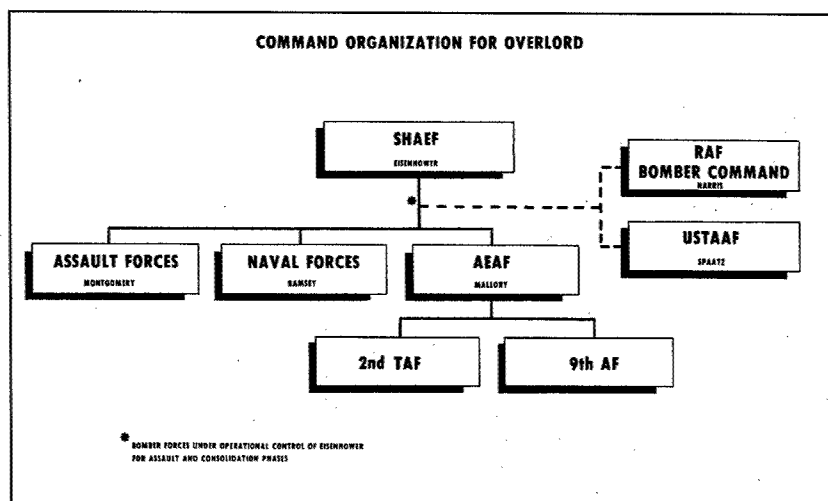 COMMAND ORGANIZATION FOR OVERLORD
SHAEF
EISENHOWER
RAF
BOMBER COMMAND
HARRIS
*
USTAAF
SPAATZ
ASSAULT FORCES
MONTGOMERY
NAVAL FORCES
RAMSEY
AEAF
MALLORY
2nd TAF
9th AF
* BOMBER FORCES UNDER OPERATIONAL CONTROL OF EISENHOWER
FOR ASSAULT AND CONSOLIDATION PHASES